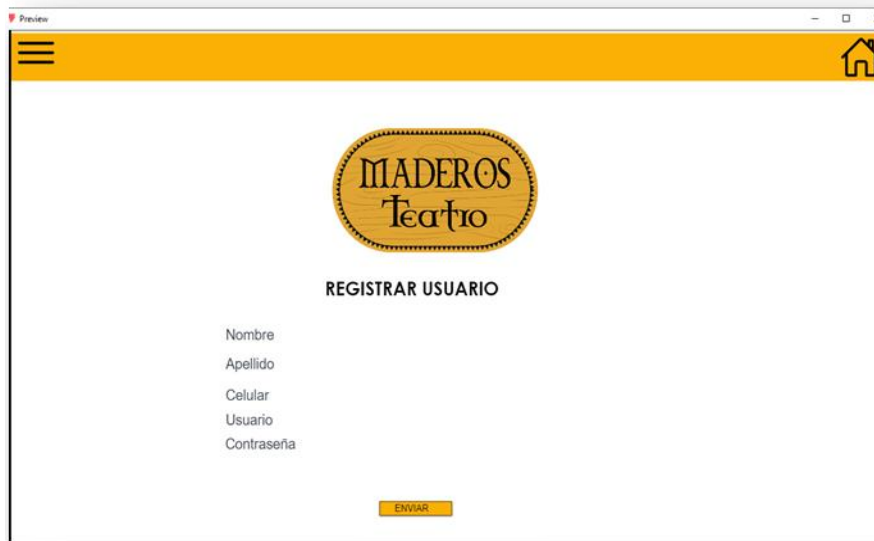 Preview
MADEROS
Teatro
REGISTRAR USUARIO
Nombre
Apellido
Celular
Usuario
Contraseña
ENVIAR